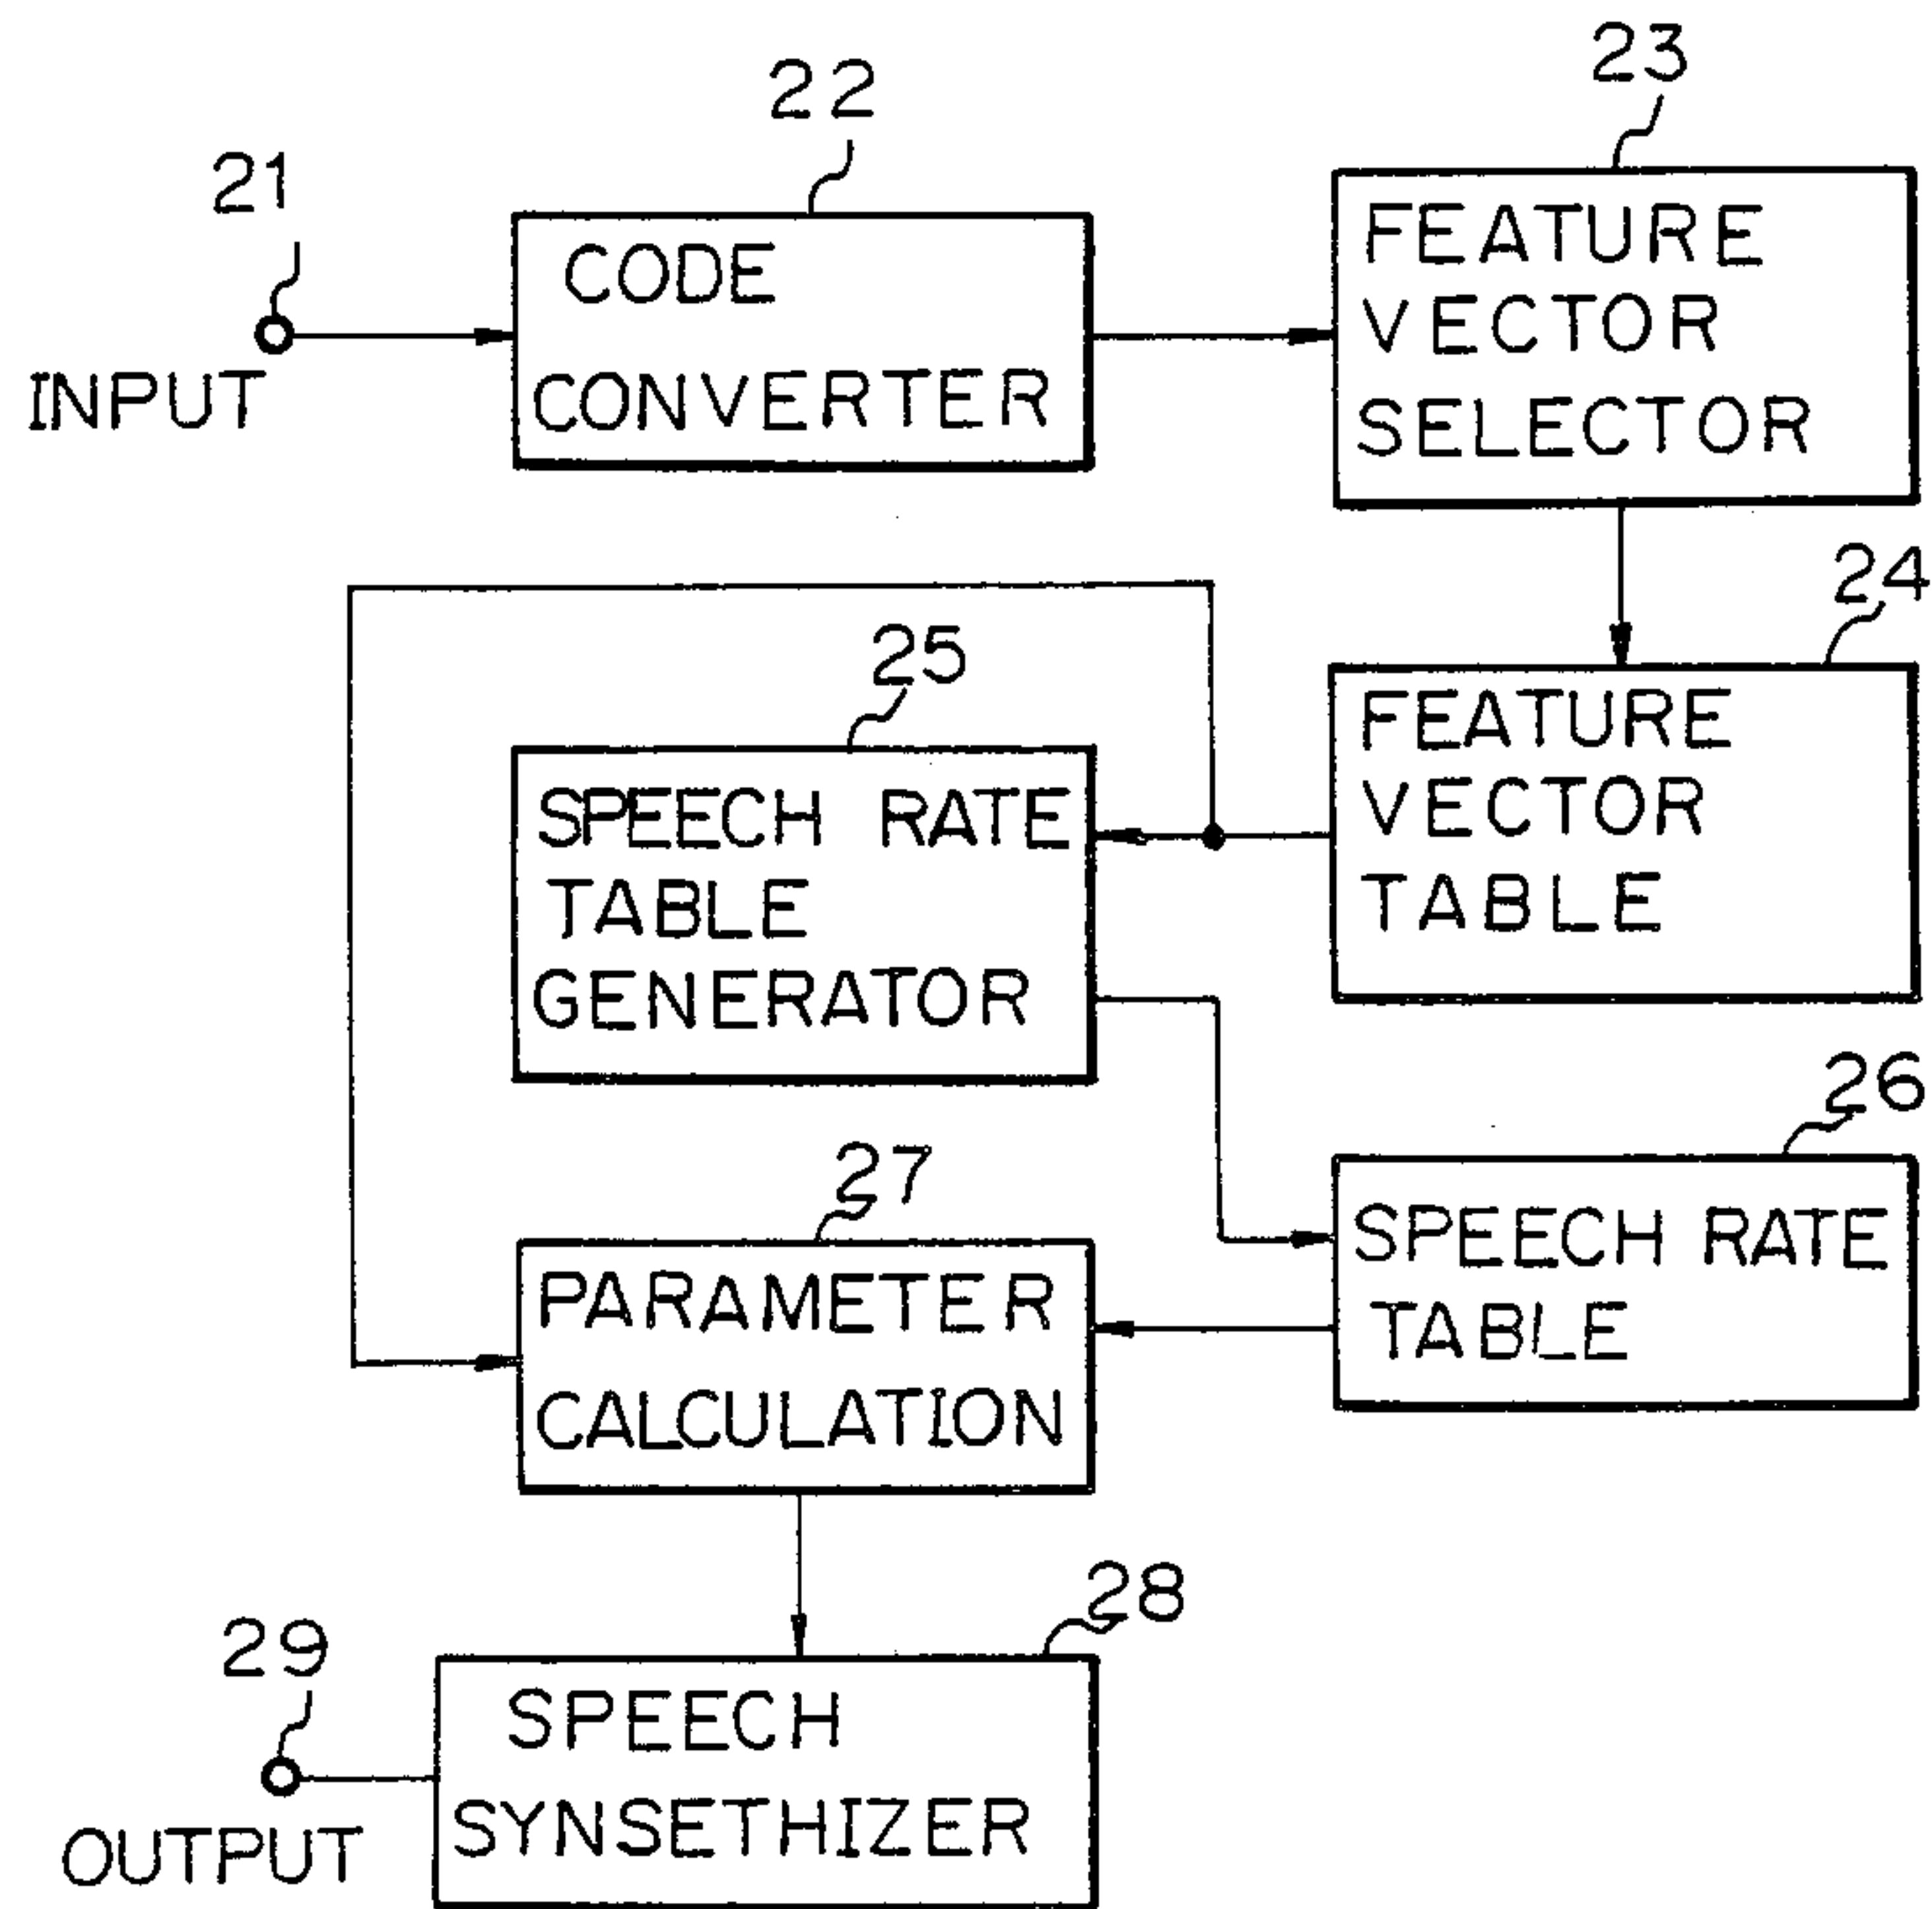 21
INPUT
22
CODE
CONVERTER
23
FEATURE
VECTOR
SELECTOR
24
FEATURE
VECTOR
TABLE
25
SPEECH RATE
TABLE
GENERATOR
26
SPEECH RATE
TABLE
27
PARAMETER
CALCULATION
28
SPEECH
SYNSETHIZER
29
OUTPUT